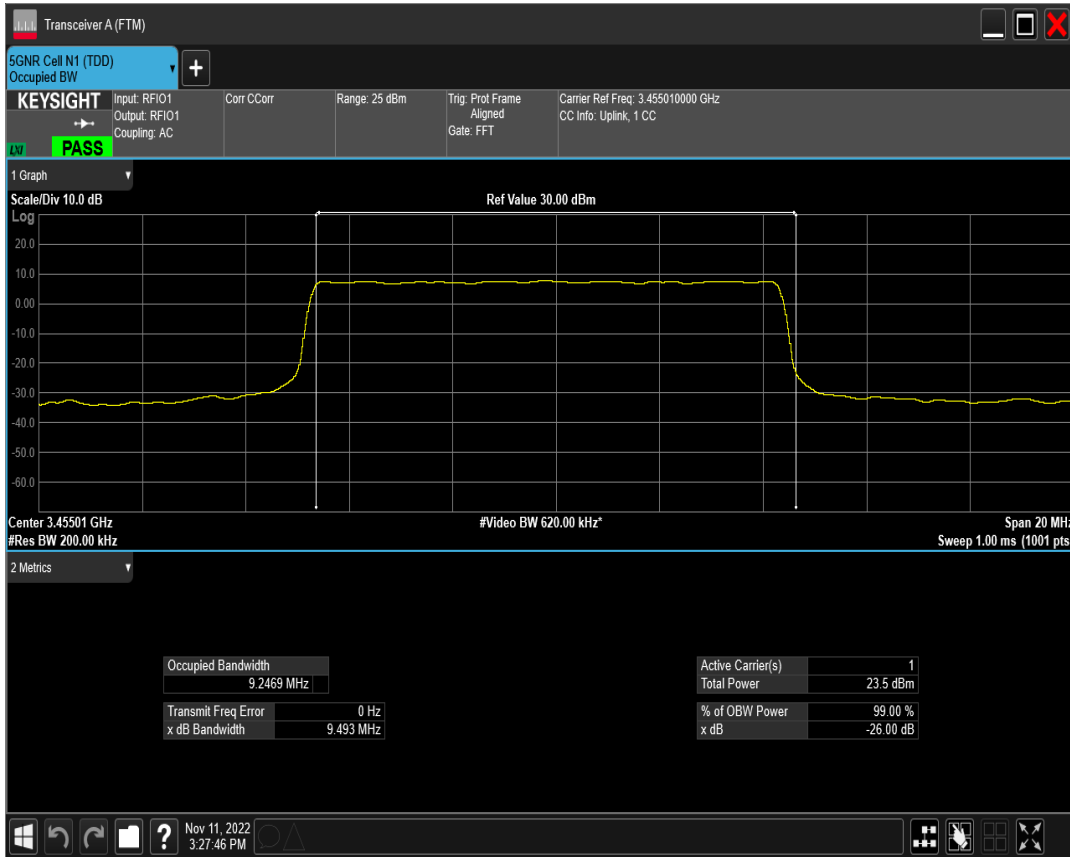 Transceiver A (FTM)
5GNR Cell N1 (TDD)
Occupied BW
+
KEYSIGHT
LXI PASS
Input: RFIO1
Output: RFIO1
Coupling: AC
Corr CCorr
Range: 25 dBm
Trig: Prot Frame
Aligned
Gate: FFT
Carrier Ref Freq: 3.455010000 GHz
CC Info: Uplink, 1 CC
1 Graph
Scale/Div 10.0 dB
Ref Value 30.00 dBm
Log
20.0
10.0
0.00
-10.0
-20.0
-30.0
-40.0
-50.0
-60.0
Center 3.45501 GHz
#Video BW 620.00 kHz*
Span 20 MHz
#Res BW 200.00 kHz
Sweep 1.00 ms (1001 pts
2 Metrics
Occupied Bandwidth
9.2469 MHz
Transmit Freq Error 0 Hz
x dB Bandwidth 9.493 MHz
Active Carrier(s) 1
Total Power 23.5 dBm
% of OBW Power 99.00 %
x dB -26.00 dB
?
Nov 11, 2022
3:27:46 PM